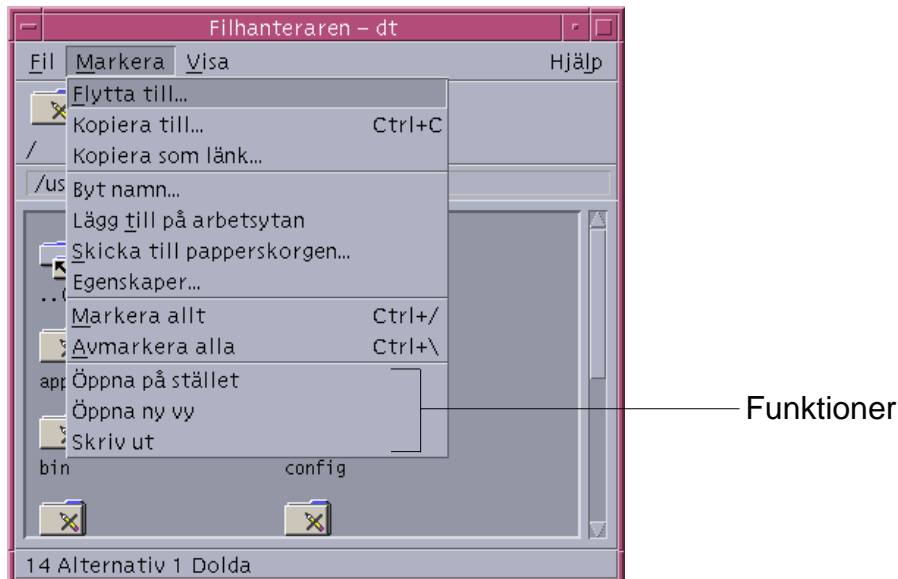 Filhanteraren – dt
Fil Markera Visa Hjälp
Flytta till...
Kopiera till... Ctrl+C
/
Kopiera som länk...
/us
Byt namn...
Lägg till på arbetsytan
Skicka till papperskorgen...
Egenskaper...
Markera allt Ctrl+/
Avmarkera alla Ctrl+\
Öppna på stället
Öppna ny vy
Skriv ut
Funktioner
bin config
14 Alternativ 1 Dolda